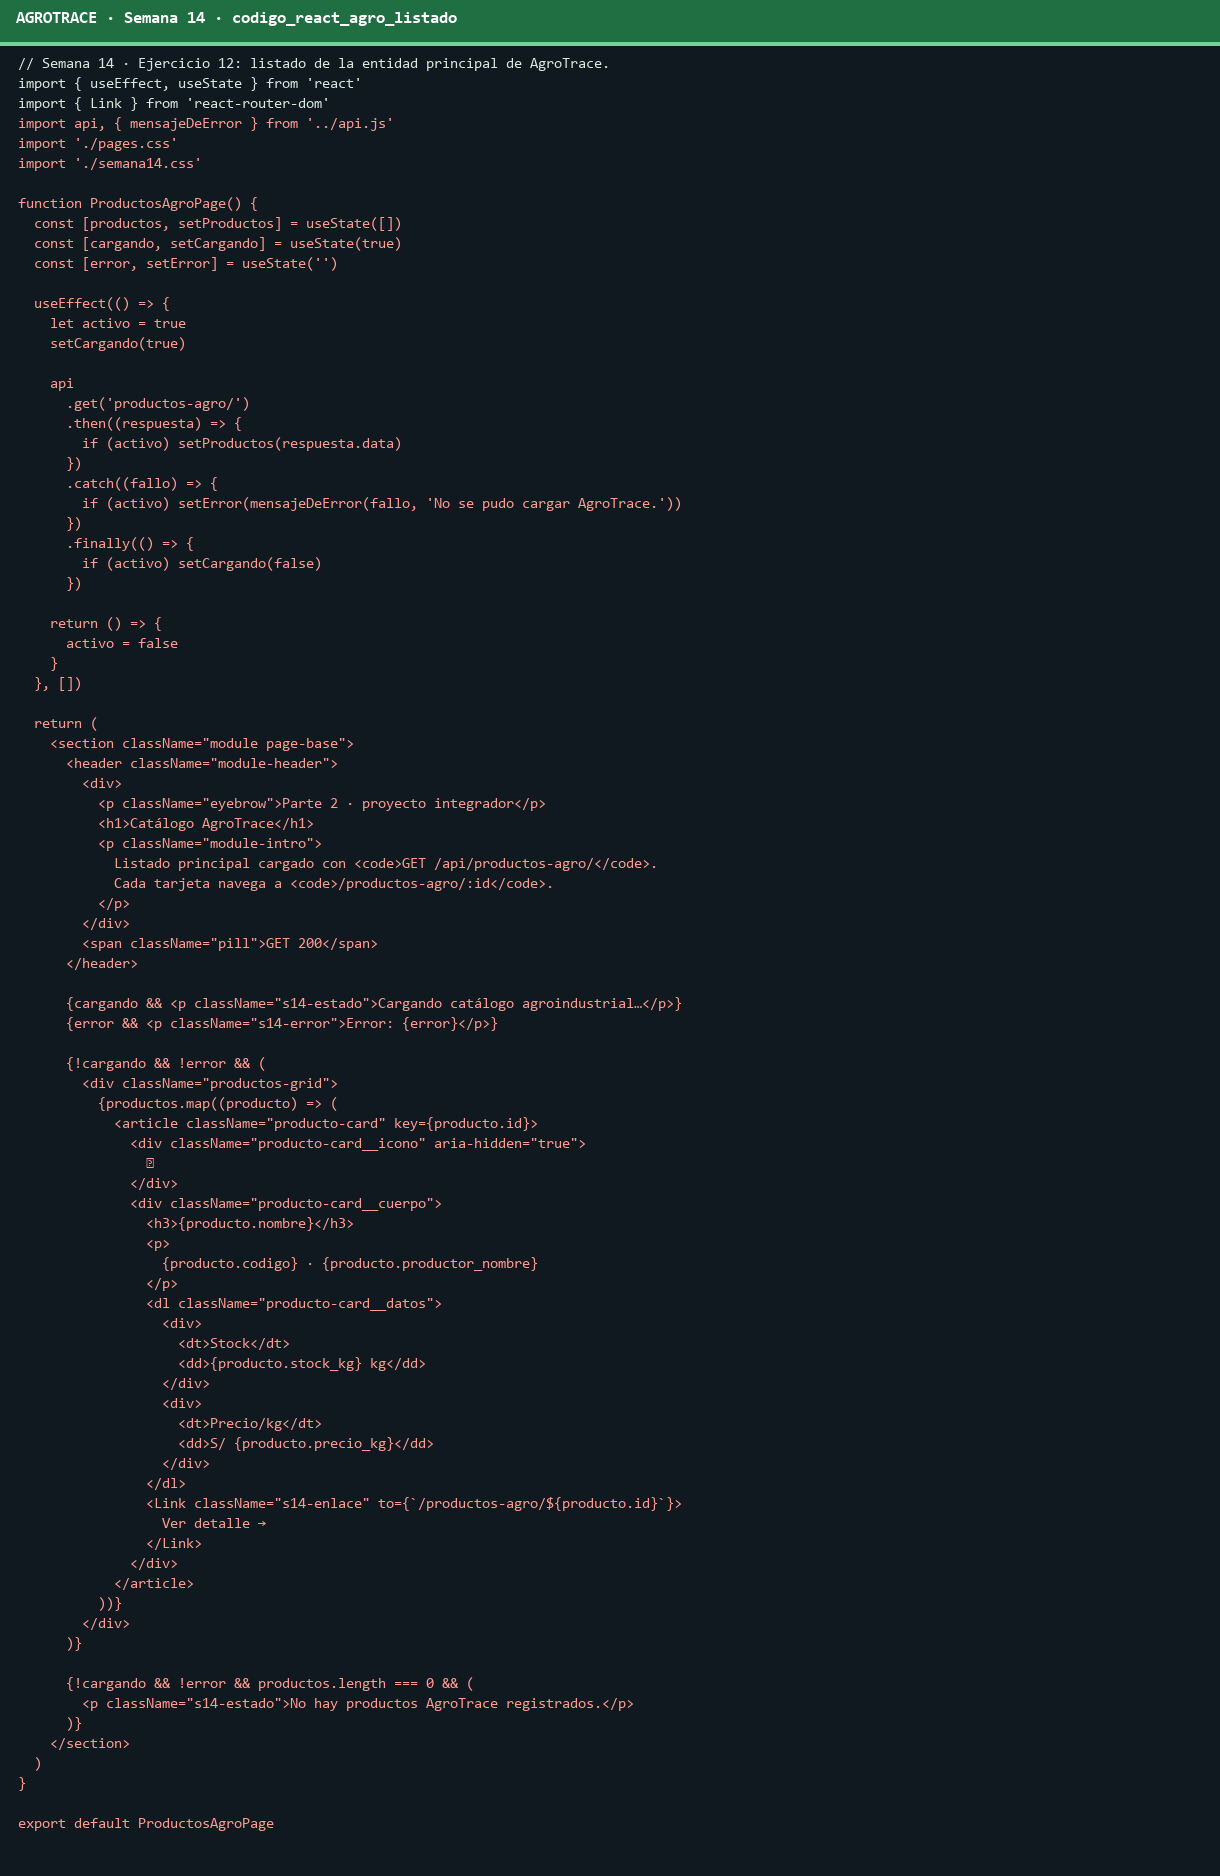 AGROTRACE · Semana 14 · codigo_react_agro_listado
// Semana 14 · Ejercicio 12: listado de la entidad principal de AgroTrace.
import { useEffect, useState } from 'react'
import { Link } from 'react-router-dom'
import api, { mensajeDeError } from '../api.js'
import './pages.css'
import './semana14.css'

function ProductosAgroPage() {
  const [productos, setProductos] = useState([])
  const [cargando, setCargando] = useState(true)
  const [error, setError] = useState('')

  useEffect(() => {
    let activo = true
    setCargando(true)

    api
      .get('productos-agro/')
      .then((respuesta) => {
        if (activo) setProductos(respuesta.data)
      })
      .catch((fallo) => {
        if (activo) setError(mensajeDeError(fallo, 'No se pudo cargar AgroTrace.'))
      })
      .finally(() => {
        if (activo) setCargando(false)
      })

    return () => {
      activo = false
    }
  }, [])

  return (
    <section className="module page-base">
      <header className="module-header">
        <div>
          <p className="eyebrow">Parte 2 · proyecto integrador</p>
          <h1>Catálogo AgroTrace</h1>
          <p className="module-intro">
            Listado principal cargado con <code>GET /api/productos-agro/</code>.
            Cada tarjeta navega a <code>/productos-agro/:id</code>.
          </p>
        </div>
        <span className="pill">GET 200</span>
      </header>

      {cargando && <p className="s14-estado">Cargando catálogo agroindustrial…</p>}
      {error && <p className="s14-error">Error: {error}</p>}

      {!cargando && !error && (
        <div className="productos-grid">
          {productos.map((producto) => (
            <article className="producto-card" key={producto.id}>
              <div className="producto-card__icono" aria-hidden="true">
              </div>
              <div className="producto-card__cuerpo">
                <h3>{producto.nombre}</h3>
                <p>
                  {producto.codigo} · {producto.productor_nombre}
                </p>
                <dl className="producto-card__datos">
                  <div>
                    <dt>Stock</dt>
                    <dd>{producto.stock_kg} kg</dd>
                  </div>
                  <div>
                    <dt>Precio/kg</dt>
                    <dd>S/ {producto.precio_kg}</dd>
                  </div>
                </dl>
                <Link className="s14-enlace" to={`/productos-agro/${producto.id}`}>
                  Ver detalle →
                </Link>
              </div>
            </article>
          ))}
        </div>
      )}

      {!cargando && !error && productos.length === 0 && (
        <p className="s14-estado">No hay productos AgroTrace registrados.</p>
      )}
    </section>
  )
}

export default ProductosAgroPage